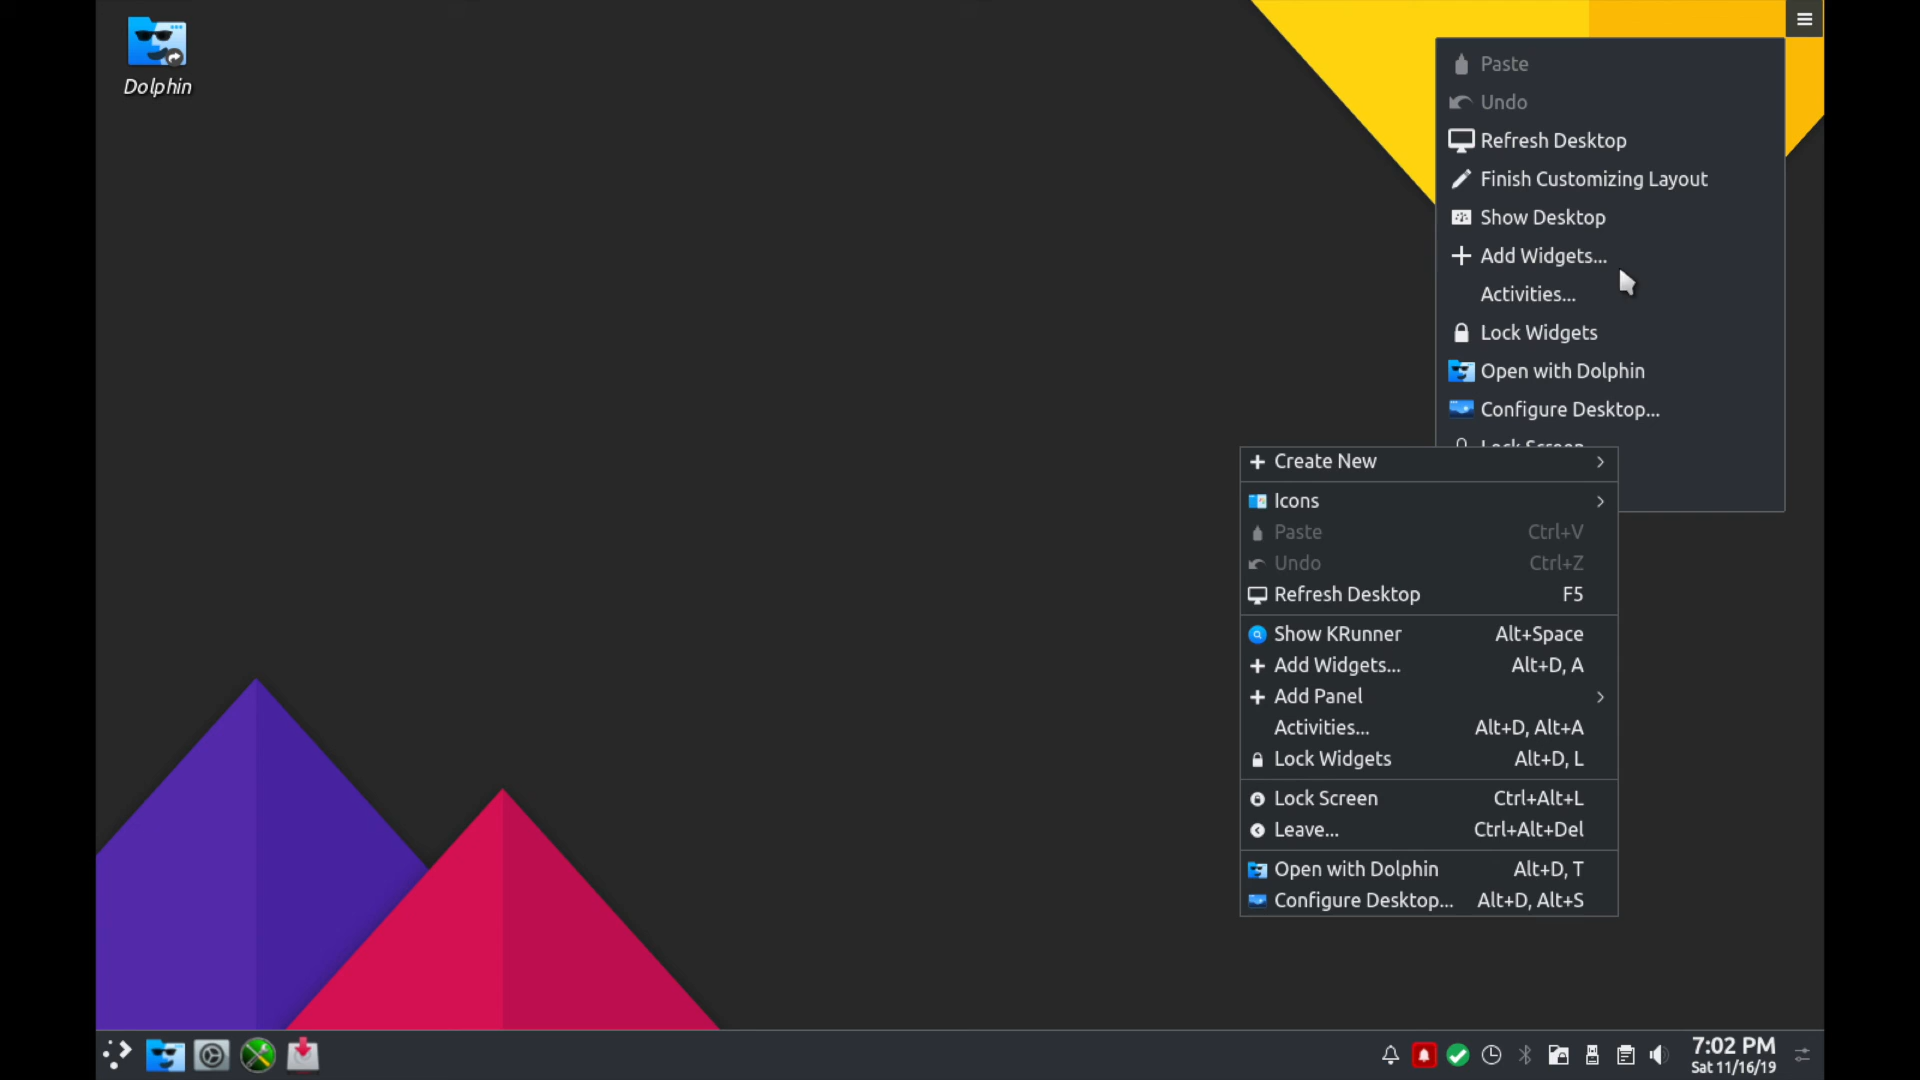 Dolphin
Paste
Undo
Refresh Desktop
Finish Customizing Layout
Show Desktop
Add Widgets...
Activities...
Lock Widgets
Open with Dolphin
Configure Desktop...
Lock Screen
Create New
Icons
Paste Ctrl+V
Undo Ctrl+Z
Refresh Desktop F5
Show KRunner Alt+Space
Add Widgets... Alt+D, A
Add Panel
Activities... Alt+D, Alt+A
Lock Widgets Alt+D, L
Lock Screen Ctrl+Alt+L
Leave... Ctrl+Alt+Del
Open with Dolphin Alt+D, T
Configure Desktop... Alt+D, Alt+S
7:02 PM
Sat 11/16/19